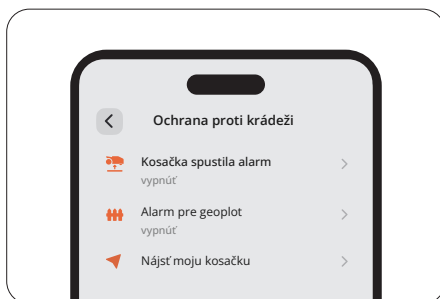 Ochrana proti krádeži
Kosačka spustila alarm
vypnúť
Alarm pre geoplot
vypnúť
Nájsť moju kosačku